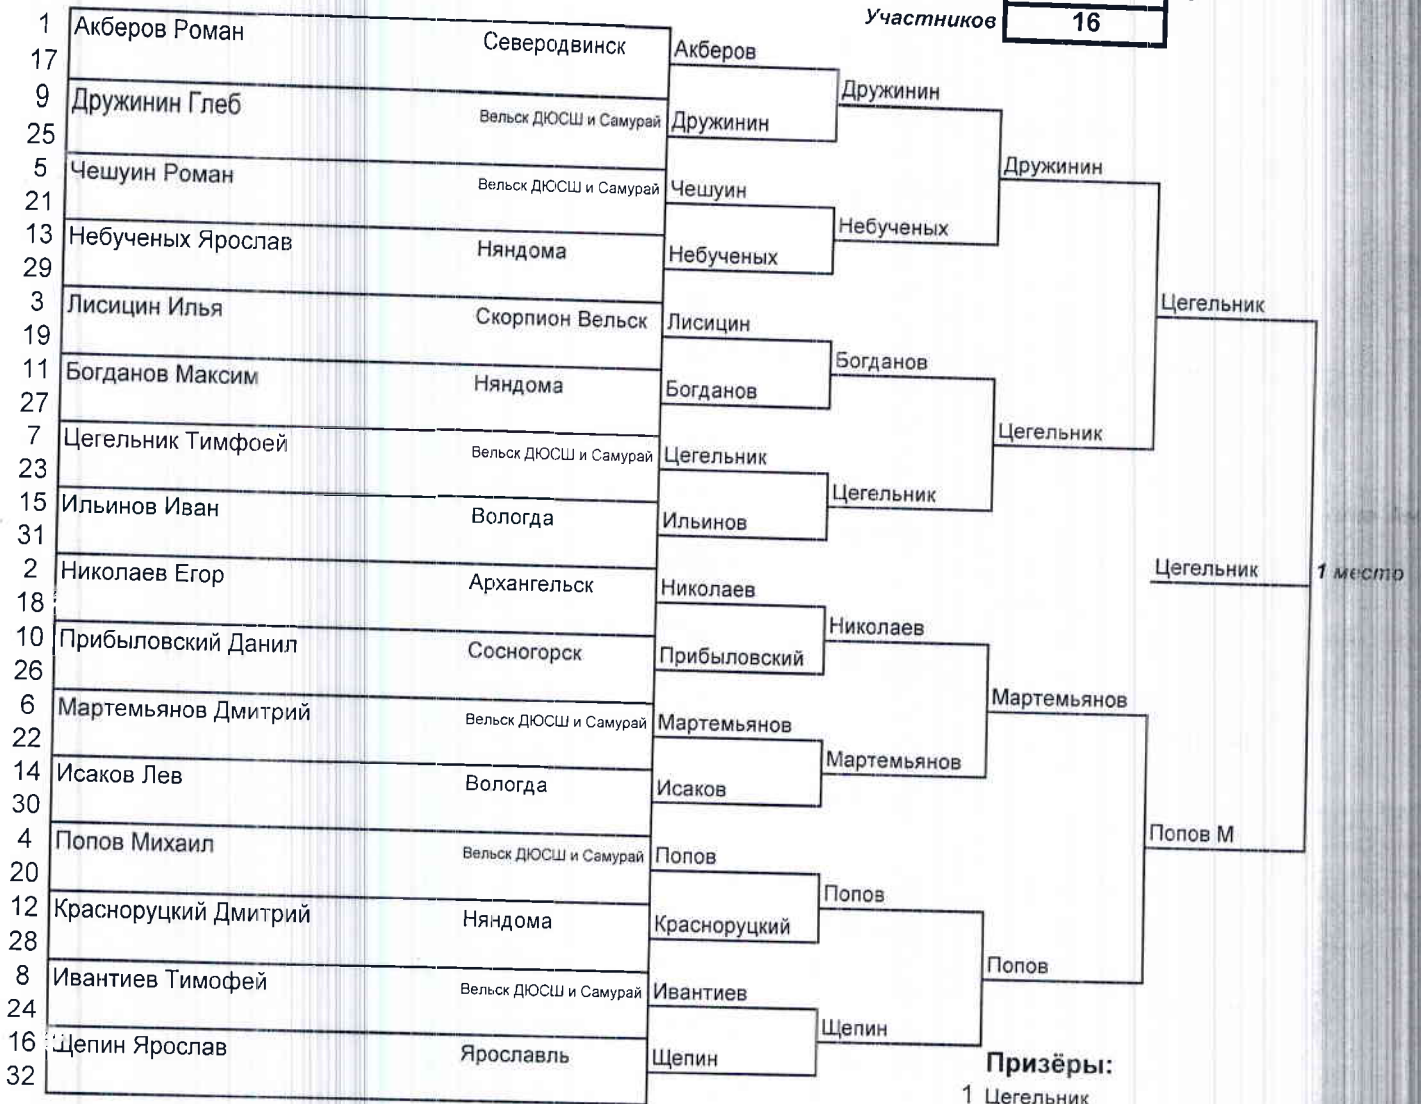 Участников 16
1 Акберов Роман Северодвинск
17
9 Дружинин Глеб Вельск ДЮСШ и Самурай
25
5 Чешуин Роман Вельск ДЮСШ и Самурай
21
13 Небученых Ярослав Няндома
29
3 Лисицин Илья Скорпион Вельск
19
11 Богданов Максим Няндома
27
7 Цегельник Тимфоей Вельск ДЮСШ и Самурай
23
15 Ильинов Иван Вологда
31
2 Николаев Егор Архангельск
18
10 Прибыловский Данил Сосногорск
26
6 Мартемьянов Дмитрий Вельск ДЮСШ и Самурай
22
14 Исаков Лев Вологда
30
4 Попов Михаил Вельск ДЮСШ и Самурай
20
12 Красноруцкий Дмитрий Няндома
28
8 Ивантиев Тимофей Вельск ДЮСШ и Самурай
24
16 Щепин Ярослав Ярославль
32
Акберов
Дружинин
Чешуин
Небученых
Лисицин
Богданов
Цегельник
Ильинов
Николаев
Прибыловский
Мартемьянов
Исаков
Попов
Красноруцкий
Ивантиев
Щепин
Дружинин
Небученых
Богданов
Цегельник
Николаев
Мартемьянов
Попов
Щепин
Дружинин
Цегельник
Мартемьянов
Попов
Цегельник
Попов М
Цегельник 1 место
Призёры:
1 Цегельник